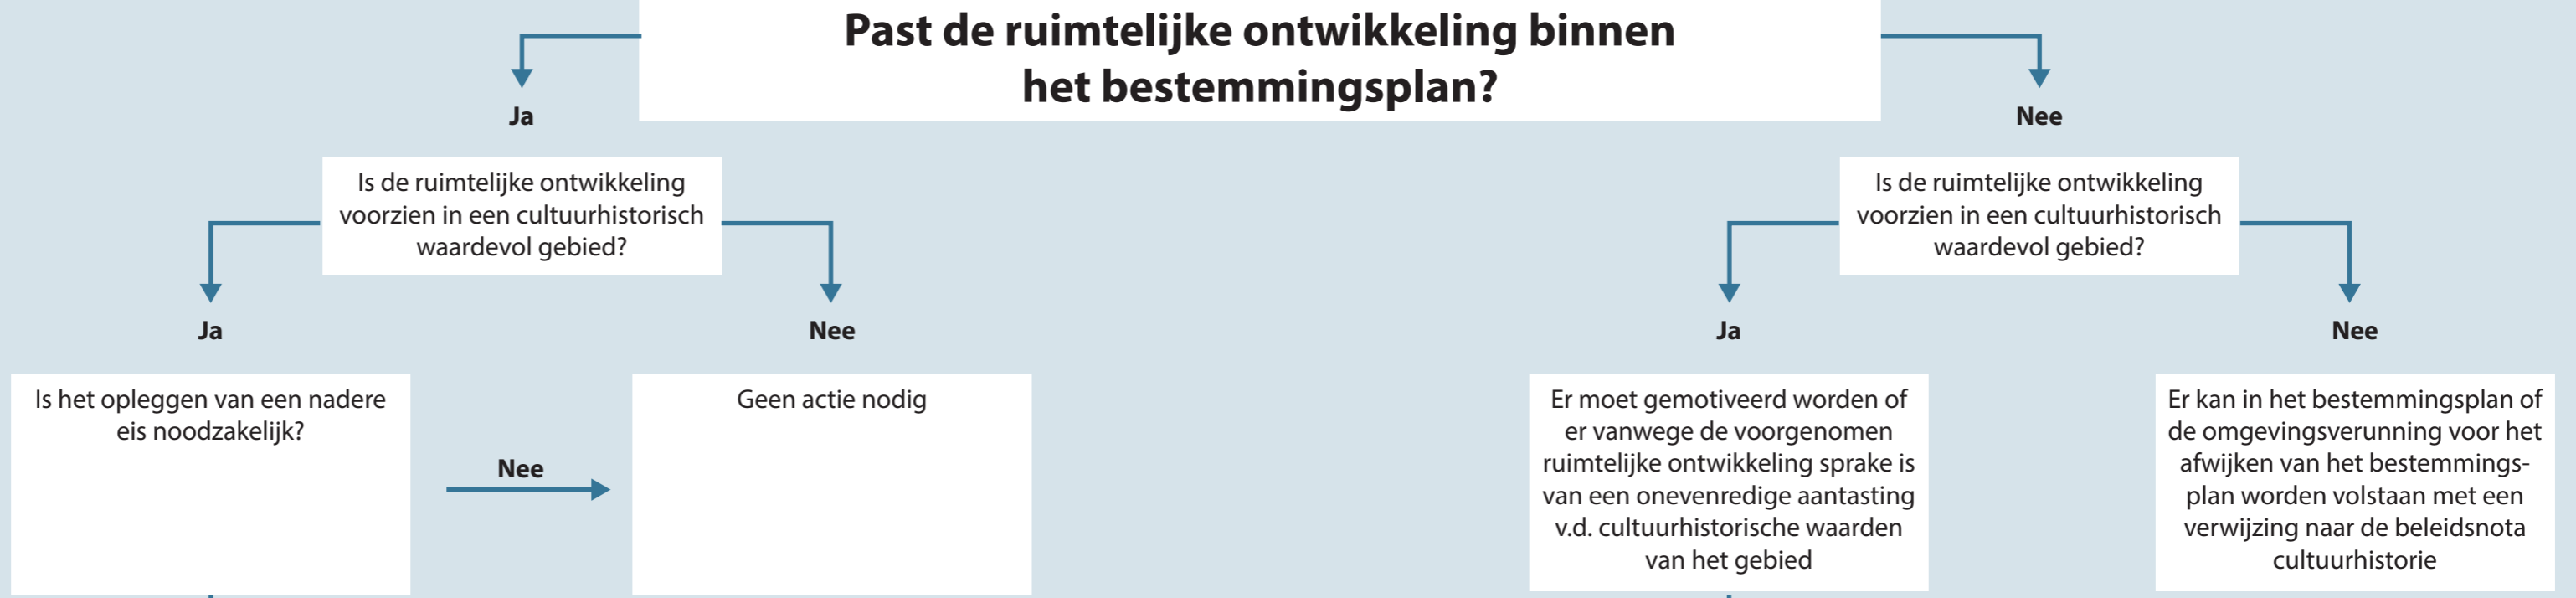 Past de ruimtelijke ontwikkeling binnen
het bestemmingsplan?
Ja
Nee
Is de ruimtelijke ontwikkeling
voorzien in een cultuurhistorisch
waardevol gebied?
Is de ruimtelijke ontwikkeling
voorzien in een cultuurhistorisch
waardevol gebied?
Ja
Nee
Ja
Nee
Is het opleggen van een nadere
eis noodzakelijk?
Nee
Geen actie nodig
Er moet gemotiveerd worden of
er vanwege de voorgenomen
ruimtelijke ontwikkeling sprake is
van een onevenredige aantasting
v.d. cultuurhistorische waarden
van het gebied
Er kan in het bestemmingsplan of
de omgevingsverunning voor het
afwijken van het bestemmings-
plan worden volstaan met een
verwijzing naar de beleidsnota
cultuurhistorie